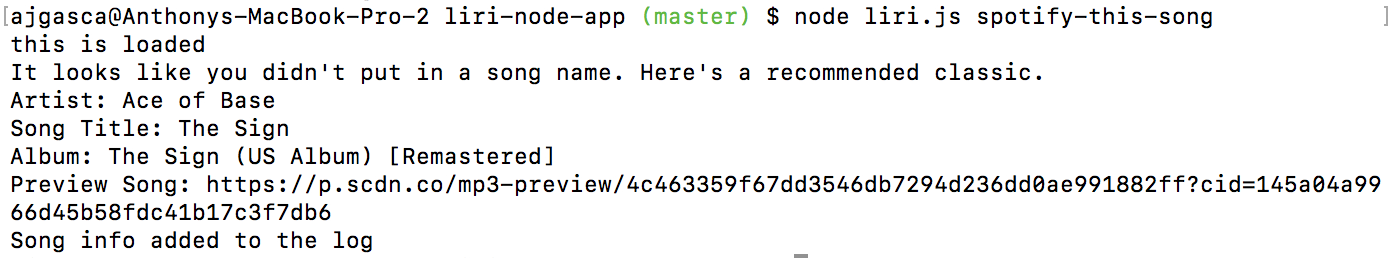 [ajgasca@Anthonys-MacBook-Pro-2 liri-node-app (master) $ node liri.js spotify-this-song ]
this is loaded
It looks like you didn't put in a song name. Here's a recommended classic.
Artist: Ace of Base
Song Title: The Sign
Album: The Sign (US Album) [Remastered]
Preview Song: https://p.scdn.co/mp3-preview/4c463359f67dd3546db7294d236dd0ae991882ff?cid=145a04a99
66d45b58fdc41b17c3f7db6
Song info added to the log